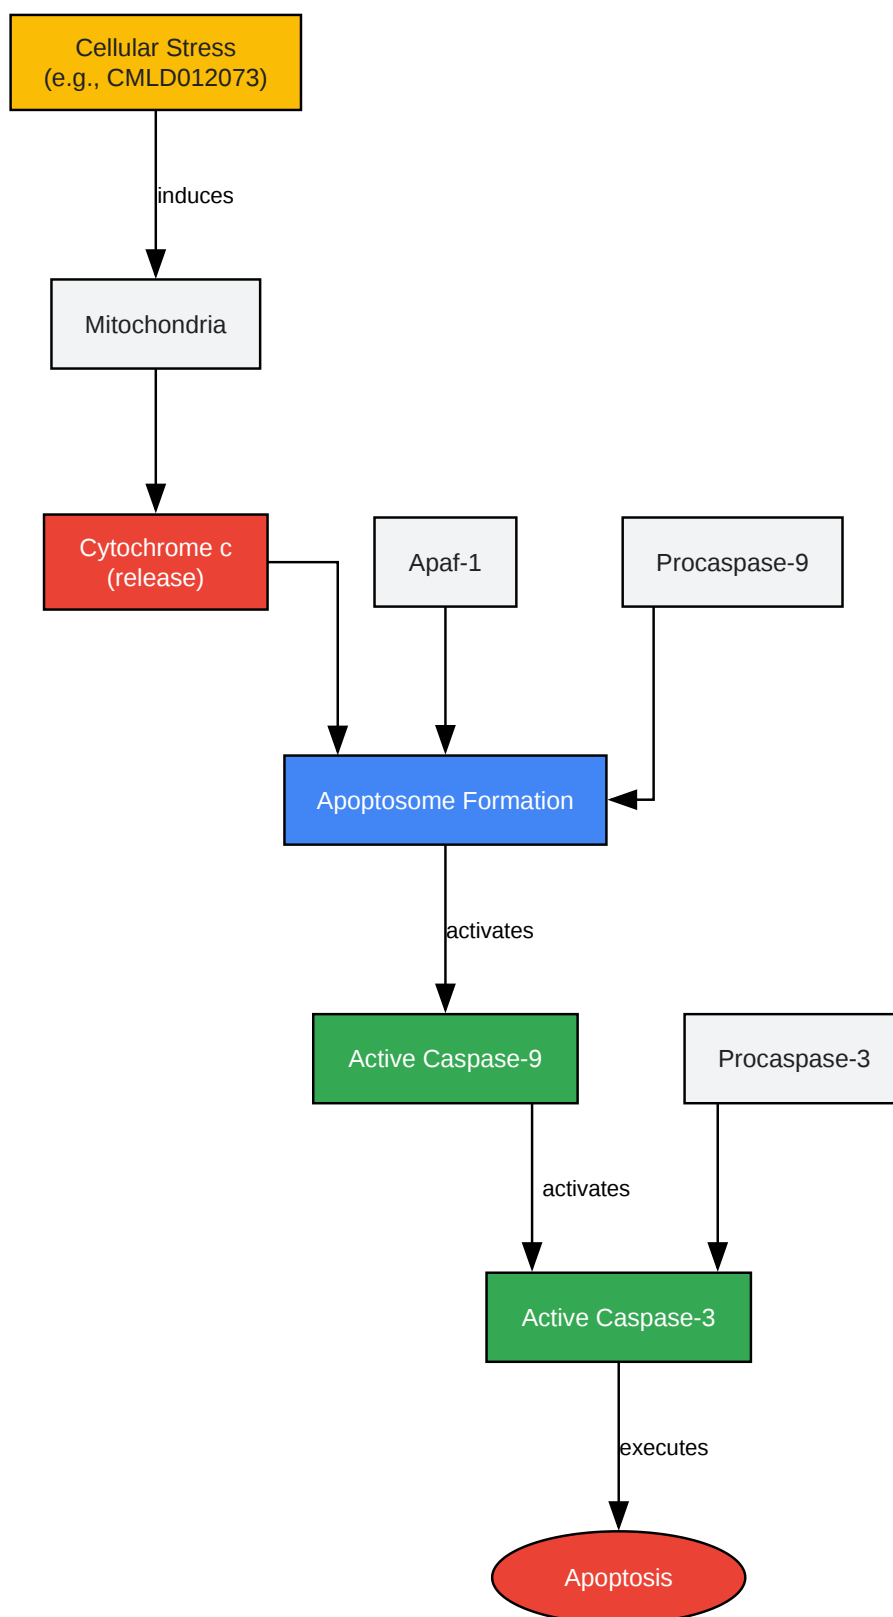 Cellular Stress
(e.g., CMLD012073)
induces
Mitochondria
Cytochrome c
(release)
Apaf-1
Procaspase-9
Apoptosome Formation
activates
Active Caspase-9
Procaspase-3
activates
Active Caspase-3
executes
Apoptosis